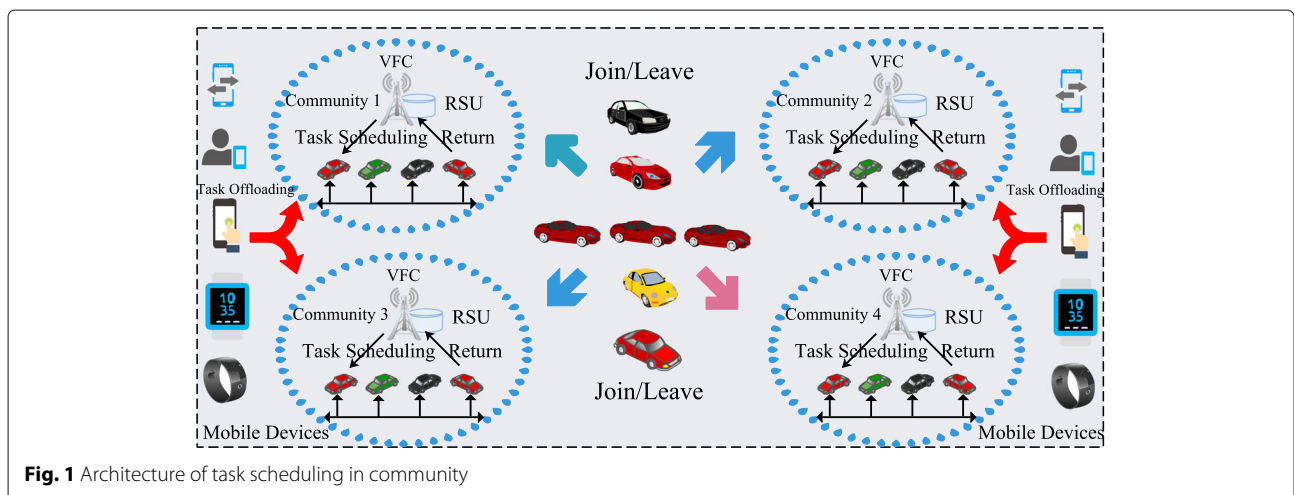 VFC
Community 1
RSU
Task Scheduling
Return
Join/Leave
VFC
Community 2
RSU
Task Scheduling
Return
Task Offloading
Task Offloading
10
35
10
35
VFC
Community 3
RSU
Task Scheduling
Return
VFC
Community 4
RSU
Task Scheduling
Return
Join/Leave
Mobile Devices
Mobile Devices
Fig. 1 Architecture of task scheduling in community